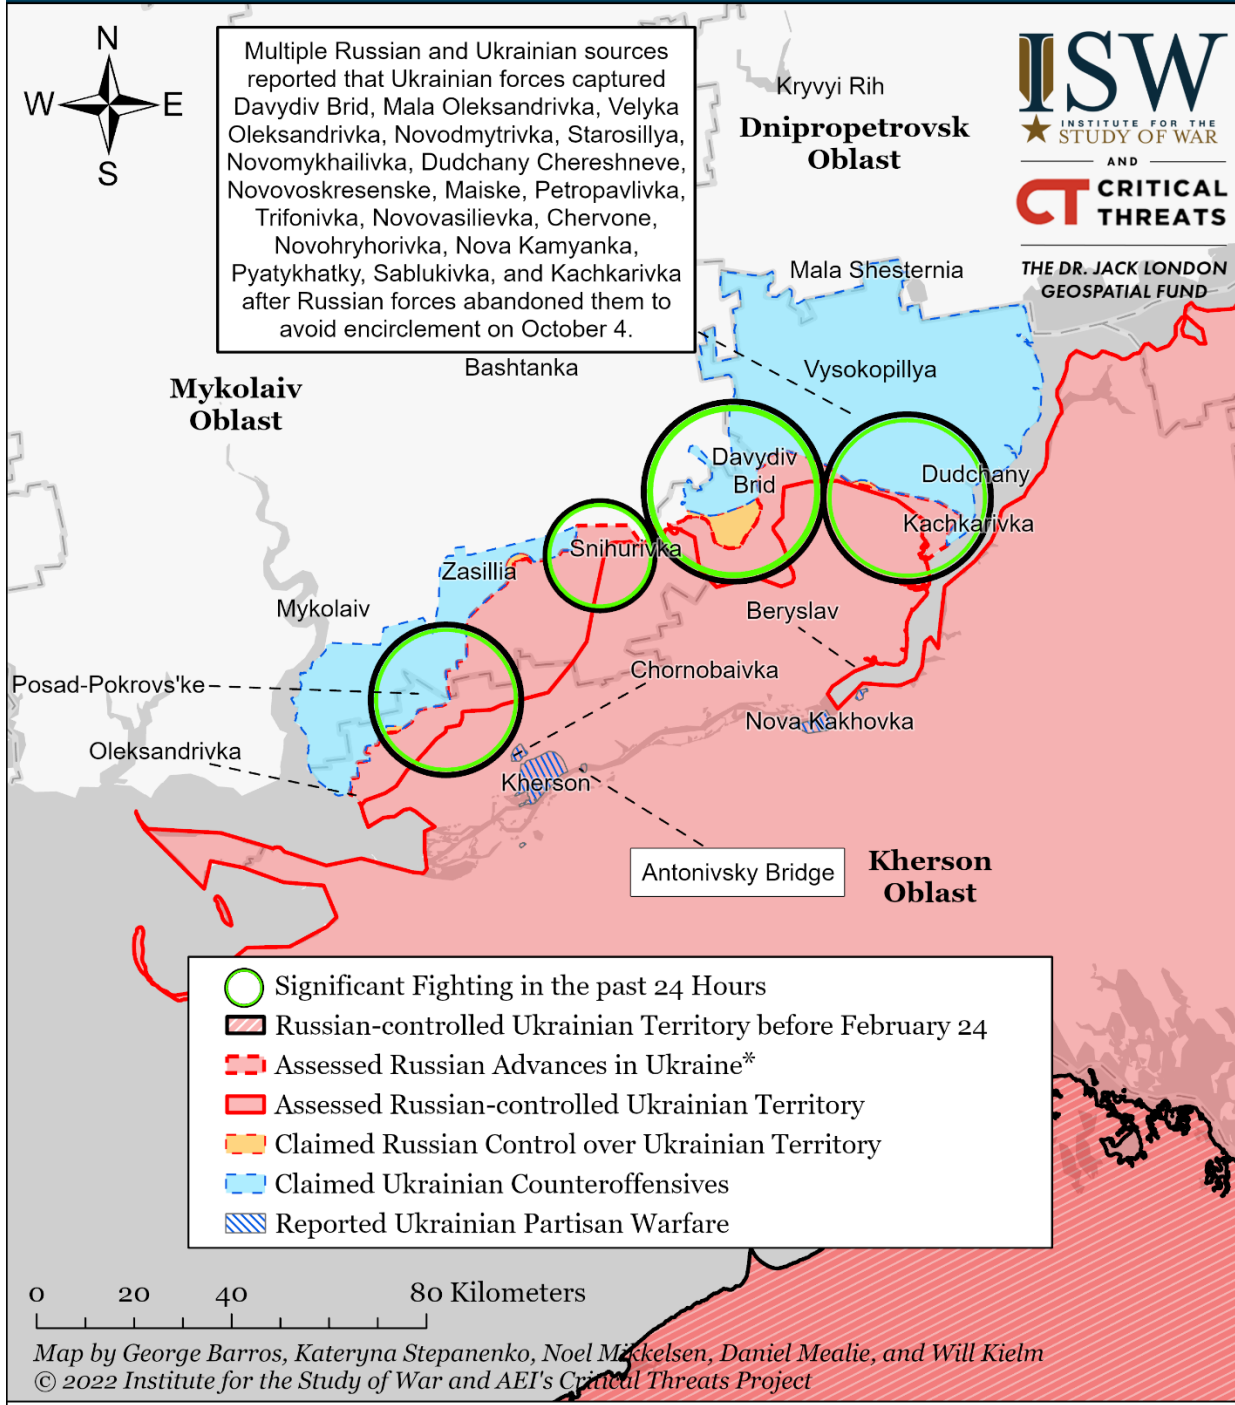 N
W E
S
Multiple Russian and Ukrainian sources
reported that Ukrainian forces captured
Davydiv Brid, Mala Oleksandrivka, Velyka
Oleksandrivka, Novodmytrivka, Starosillya,
Novomykhailivka, Dudchany Chereshneve,
Novovoskresenske, Maiske, Petropavlivka,
Trifonivka, Novovasilievka, Chervone,
Novohryhorivka, Nova Kamyanka,
Pyatykhatky, Sablukivka, and Kachkarivka
after Russian forces abandoned them to
avoid encirclement on October 4.
Kryvyi Rih
Dnipropetrovsk
Oblast
ISW
INSTITUTE FOR THE
STUDY OF WAR
AND
CT CRITICAL
THREATS
THE DR. JACK LONDON
GEOSPATIAL FUND
Mala Shesternia
Bashtanka
Vysokopillya
Mykolaiv
Oblast
Davydiv
Brid
Dudchany
Kachkarivka
Snihurivka
Zasillia
Mykolaiv
Beryslav
Chornobaivka
Posad-Pokrovs'ke
Nova Kakhovka
Oleksandrivka
Kherson
Antonivsky Bridge
Kherson
Oblast
Significant Fighting in the past 24 Hours
Russian-controlled Ukrainian Territory before February 24
Assessed Russian Advances in Ukraine*
Assessed Russian-controlled Ukrainian Territory
Claimed Russian Control over Ukrainian Territory
Claimed Ukrainian Counteroffensives
Reported Ukrainian Partisan Warfare
0 20 40 80 Kilometers
Map by George Barros, Kateryna Stepanenko, Noel Mikkelsen, Daniel Mealie, and Will Kielm
© 2022 Institute for the Study of War and AEI's Critical Threats Project